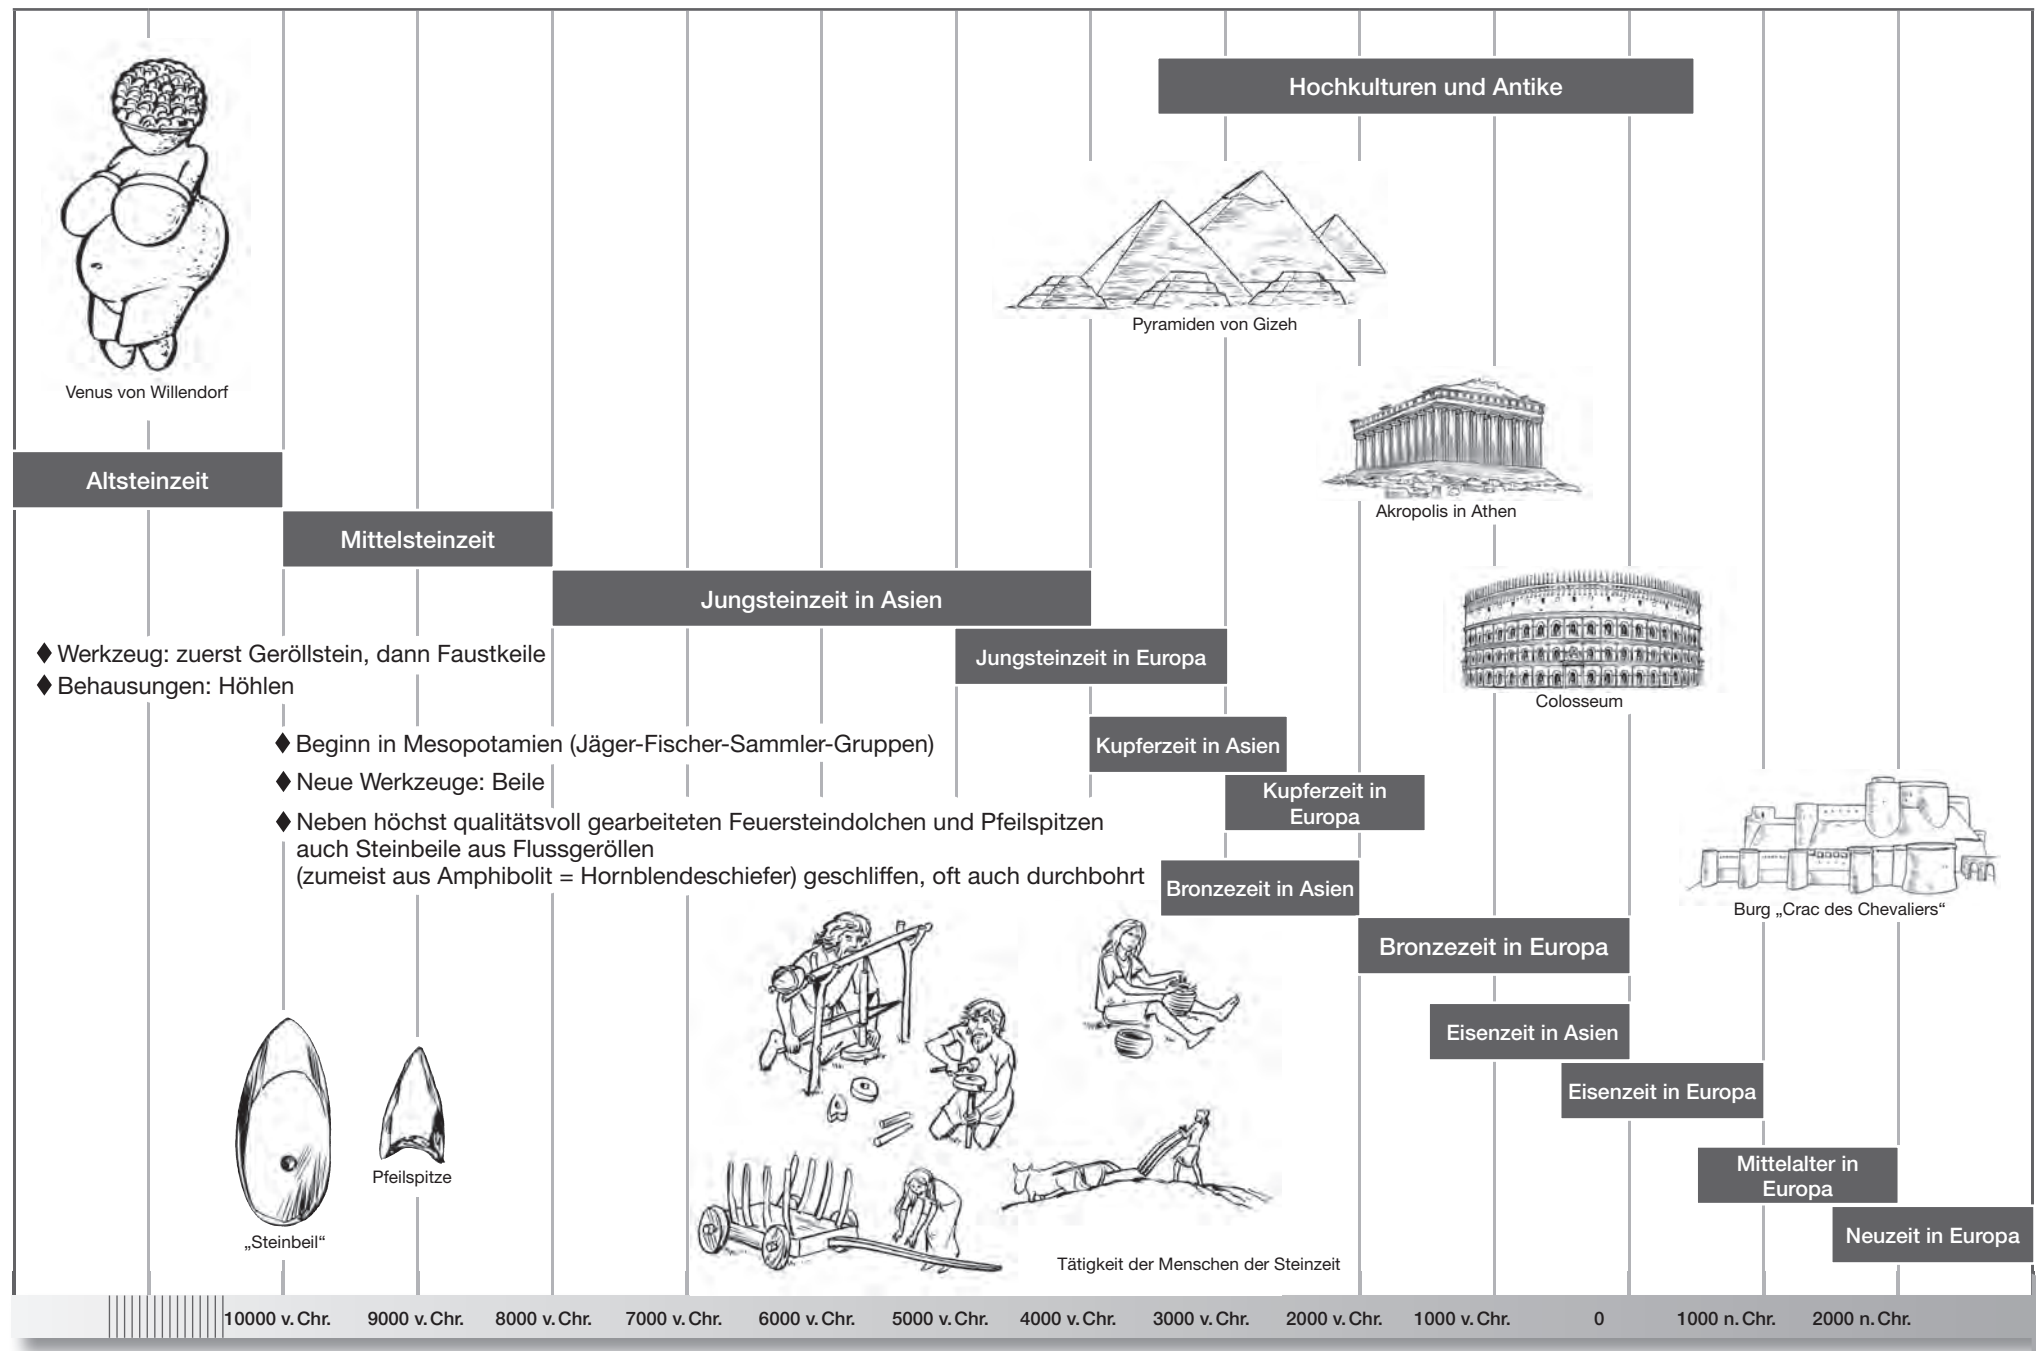 Hochkulturen und Antike
Pyramiden von Gizeh
Venus von Willendorf
Altsteinzeit
Akropolis in Athen
Mittelsteinzeit
Jungsteinzeit in Asien
♦ Werkzeug: zuerst Geröllstein, dann Faustkeile
♦ Behausungen: Höhlen
Jungsteinzeit in Europa
Colosseum
♦ Beginn in Mesopotamien (Jäger-Fischer-Sammler-Gruppen)
Kupferzeit in Asien
♦ Neue Werkzeuge: Beile
Kupferzeit in
Europa
♦ Neben höchst qualitätsvoll gearbeiteten Feuersteindolchen und Pfeilspitzen
auch Steinbeile aus Flussgeröllen
(zumeist aus Amphibolit = Hornblendeschiefer) geschliffen, oft auch durchbohrt
Bronzezeit in Asien
Burg „Crac des Chevaliers“
Bronzezeit in Europa
Eisenzeit in Asien
Eisenzeit in Europa
Pfeilspitze
Mittelalter in
Europa
„Steinbeil“
Neuzeit in Europa
Tätigkeit der Menschen der Steinzeit
10000 v. Chr. 9000 v. Chr. 8000 v. Chr. 7000 v. Chr. 6000 v. Chr. 5000 v. Chr. 4000 v. Chr. 3000 v. Chr. 2000 v. Chr. 1000 v. Chr. 0 1000 n. Chr. 2000 n. Chr.